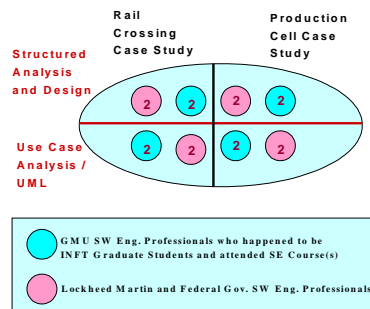 Rail
Crossing
Case Study
Production
Cell Case
Study
Structured
Analysis
and Design
2 2 2 2
Use Case
Analysis /
UML
2 2 2 2
GMU SW Eng. Professionals who happened to be
INFT Graduate Students and attended SE Course(s)
Lockheed Martin and Federal Gov. SW Eng. Professionals